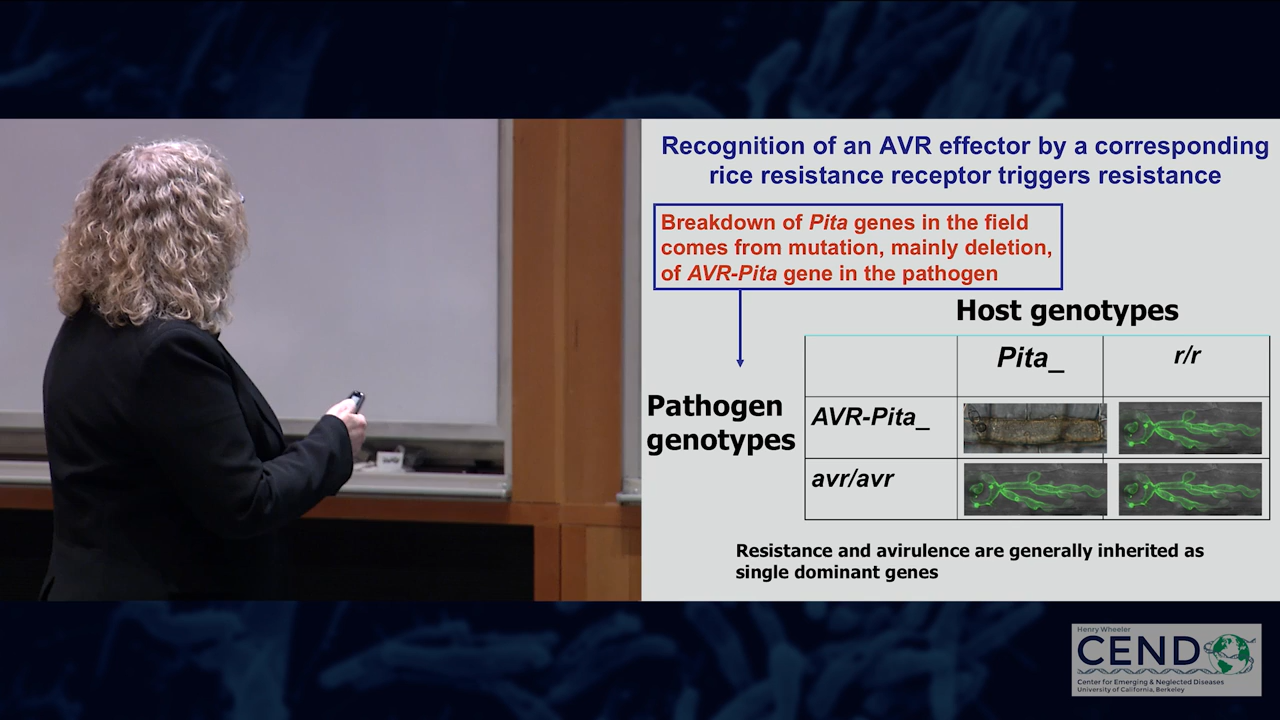 Recognition of an AVR effector by a corresponding
rice resistance receptor triggers resistance
Breakdown of Pita genes in the field
comes from mutation, mainly deletion,
of AVR-Pita gene in the pathogen
Host genotypes
Pita_
r/r
Pathogen
genotypes
AVR-Pita_
avr/avr
Resistance and avirulence are generally inherited as
single dominant genes
Henry Wheeler
CEND
Center for Emerging & Neglected Diseases
University of California, Berkeley